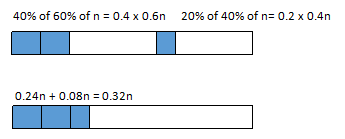 40% of 60% of n = 0.4 x 0.6n 20% of 40% of n= 0.2 x 0.4n
0.24n + 0.08n = 0.32n